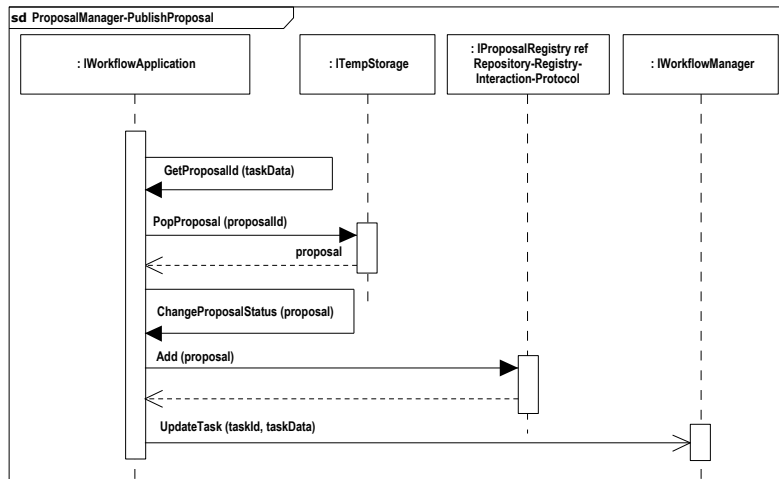 sd ProposalManager-PublishProposal
: IWorkflowApplication
: ITempStorage
: IProposalRegistry ref
Repository-Registry-
Interaction-Protocol
: IWorkflowManager
GetProposalId (taskData)
PopProposal (proposalId)
proposal
ChangeProposalStatus (proposal)
Add (proposal)
UpdateTask (taskId, taskData)